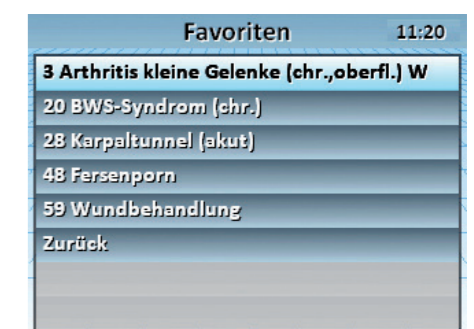 Favoriten 11:20
3 Arthritis kleine Gelenke (chr.,oberfl.) W
20 BWS-Syndrom (chr.)
28 Karpaltunnel (akut)
48 Fersenporn
59 Wundbehandlung
Zurück